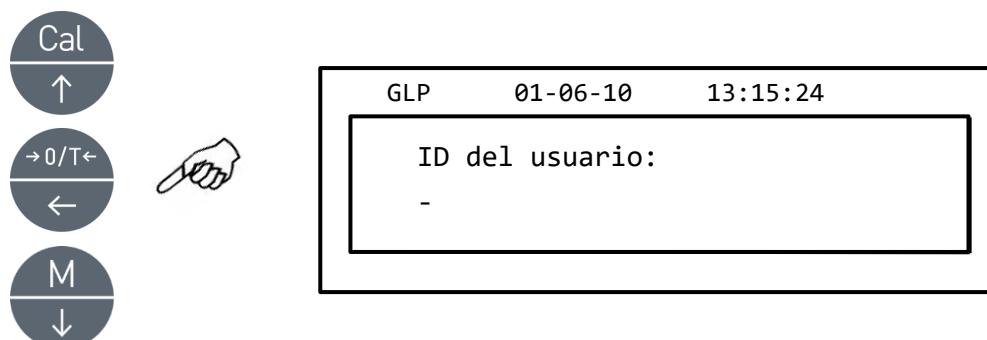 Cal
↑
→0/T←
←
M
↓
GLP 01-06-10 13:15:24
ID del usuario:
-